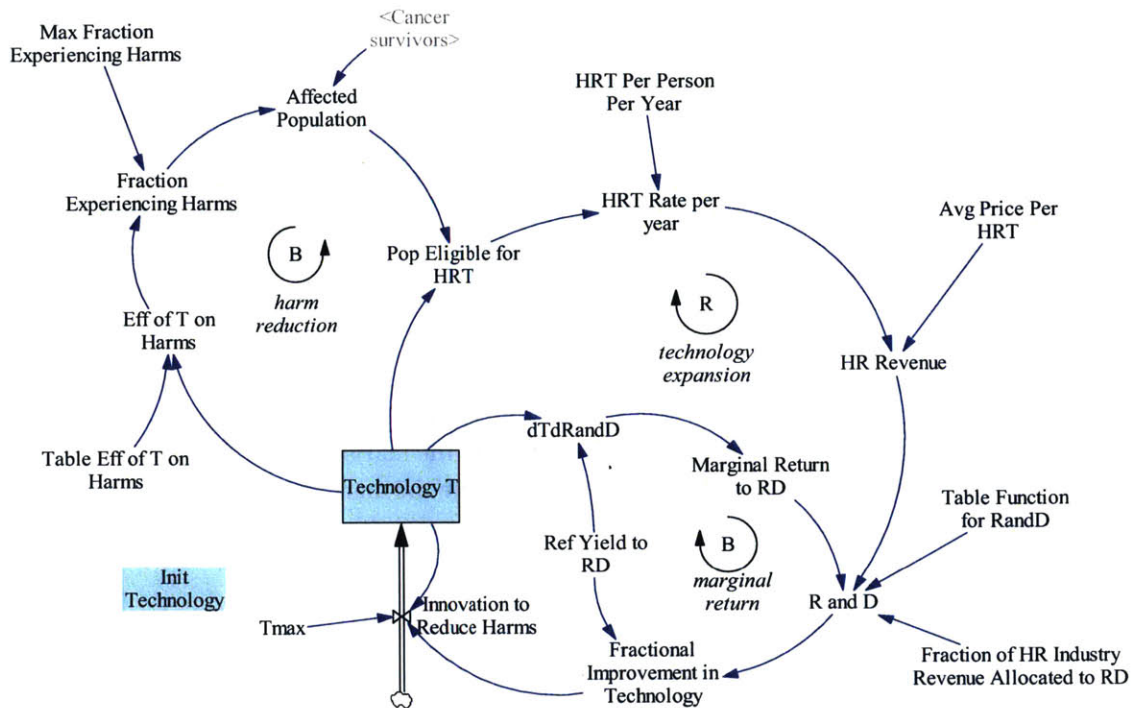 <Cancer
survivors>
Max Fraction
Experiencing Harms
Affected
Population
HRT Per Person
Per Year
Fraction
Experiencing Harms
HRT Rate per
year
Avg Price Per
HRT
B
harm
reduction
Pop Eligible for
HRT
R
technology
expansion
Eff of T on
Harms
HR Revenue
Table Eff of T on
Harms
dTdRandD
Technology T
Marginal Return
to RD
Table Function
for RandD
Ref Yield to
RD
B
marginal
return
Init
Technology
R and D
Tmax
Innovation to
Reduce Harms
Fractional
Improvement in
Technology
Fraction of HR Industry
Revenue Allocated to RD